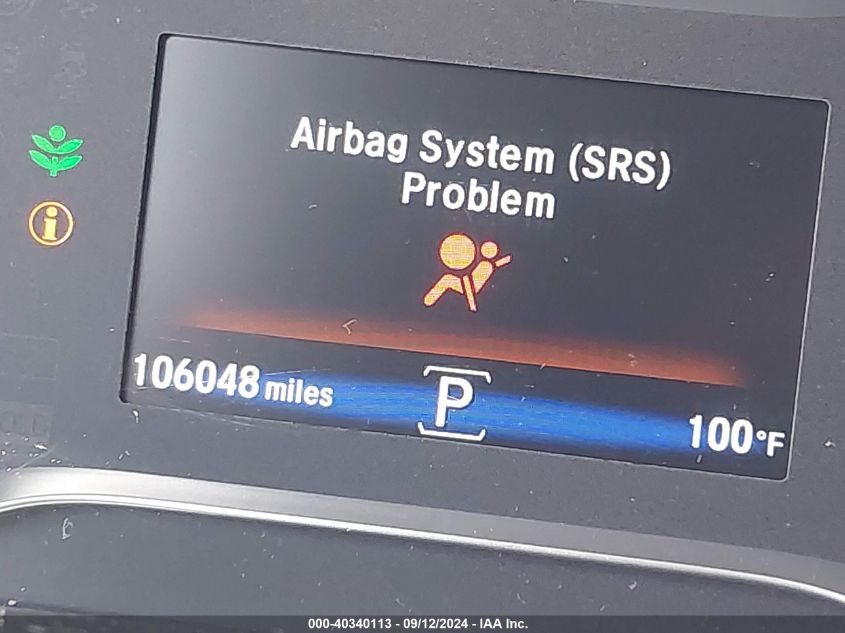 Airbag System (SRS)
Problem
106048 miles
P
100°F
000-40340113 - 09/12/2024 - IAA Inc.